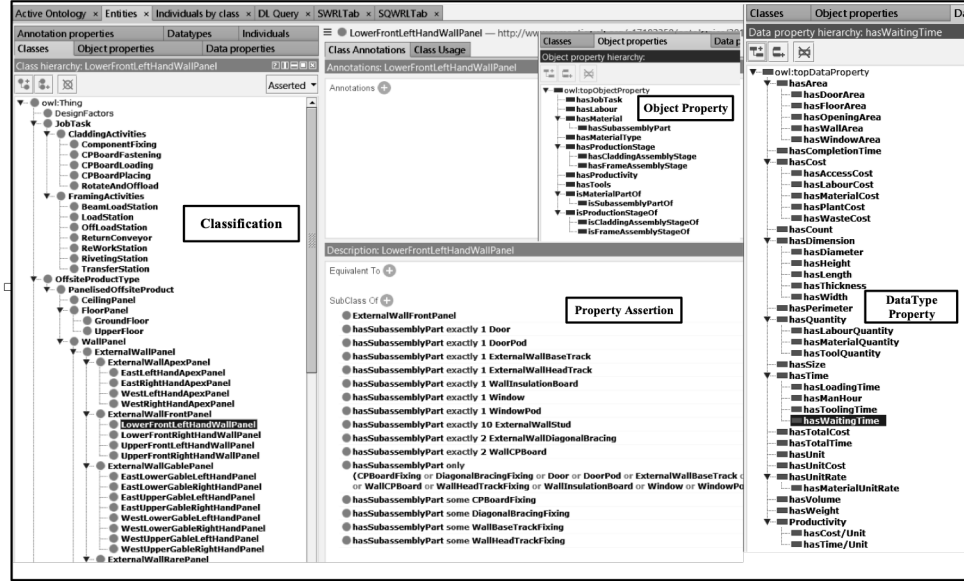 Active Ontology × Entities × Individuals by class × DL Query × SWRLTab × SQWRLTab ×
Annotation properties Datatypes Individuals
Classes Object properties Data properties
Class hierarchy: LowerFrontLeftHandWallPanel
Asserted
owl:Thing
DesignFactors
JobTask
CladdingActivities
ComponentFixing
CPBoardFastening
CPBoardLoading
CPBoardPlacing
RotateAndOffload
FramingActivities
BeamLoadStation
LoadStation
OffLoadStation
ReturnConveyor
ReWorkStation
RivetingStation
TransferStation
OffsiteProductType
PanelisedOffsiteProduct
CeilingPanel
FloorPanel
GroundFloor
UpperFloor
WallPanel
ExternalWallPanel
ExternalWallApexPanel
EastLeftHandApexPanel
EastRightHandApexPanel
WestLeftHandApexPanel
WestRightHandApexPanel
ExternalWallFrontPanel
LowerFrontLeftHandWallPanel
LowerFrontRightHandWallPanel
UpperFrontLeftHandWallPanel
UpperFrontRightHandWallPanel
ExternalWallGablePanel
EastLowerGableLeftHandPanel
EastLowerGableRightHandPanel
EastUpperGableLeftHandPanel
EastUpperGableRightHandPanel
WestLowerGableLeftHandPanel
WestLowerGableRightHandPanel
WestUpperGableLeftHandPanel
WestUpperGableRightHandPanel
ExternalWallRarePanel
Classification
LowerFrontLeftHandWallPanel — http://ww
Class Annotations Class Usage
Annotations: LowerFrontLeftHandWallPanel
Annotations
Classes Object properties Data p
Object property hierarchy:
owl:topObjectProperty
hasJobTask
hasLabour
hasMaterial
hasSubassemblyPart
hasMaterialType
hasProductionStage
hasCladdingAssemblyStage
hasFrameAssemblyStage
hasProductivity
hasTools
isMaterialPartOf
isSubassemblyPartOf
isProductionStageOf
isCladdingAssemblyStageOf
isFrameAssemblyStageOf
Object Property
Description: LowerFrontLeftHandWallPanel
Equivalent To
SubClass Of
ExternalWallFrontPanel
hasSubassemblyPart exactly 1 Door
hasSubassemblyPart exactly 1 DoorPod
hasSubassemblyPart exactly 1 ExternalWallBaseTrack
hasSubassemblyPart exactly 1 ExternalWallHeadTrack
hasSubassemblyPart exactly 1 WallInsulationBoard
hasSubassemblyPart exactly 1 Window
hasSubassemblyPart exactly 1 WindowPod
hasSubassemblyPart exactly 10 ExternalWallStud
hasSubassemblyPart exactly 2 ExternalWallDiagonalBracing
hasSubassemblyPart exactly 2 WallCPBoard
hasSubassemblyPart only
(CPBoardFixing or DiagonalBracingFixing or Door or DoorPod or ExternalWallBaseTrack
or WallCPBoard or WallHeadTrackFixing or WallInsulationBoard or Window or WindowPo
hasSubassemblyPart some CPBoardFixing
hasSubassemblyPart some DiagonalBracingFixing
hasSubassemblyPart some WallBaseTrackFixing
hasSubassemblyPart some WallHeadTrackFixing
Property Assertion
Classes Object properties Da
Data property hierarchy: hasWaitingTime
owl:topDataProperty
hasArea
hasDoorArea
hasFloorArea
hasOpeningArea
hasWallArea
hasWindowArea
hasCompletionTime
hasCost
hasAccessCost
hasLabourCost
hasMaterialCost
hasPlantCost
hasWasteCost
hasCount
hasDimension
hasDiameter
hasHeight
hasLength
hasThickness
hasWidth
hasPerimeter
hasQuantity
hasLabourQuantity
hasMaterialQuantity
hasToolQuantity
hasSize
hasTime
hasLoadingTime
hasManHour
hasToolingTime
hasWaitingTime
hasTotalCost
hasTotalTime
hasUnit
hasUnitCost
hasUnitRate
hasMaterialUnitRate
hasVolume
hasWeight
Productivity
hasCost/Unit
hasTime/Unit
DataType
Property